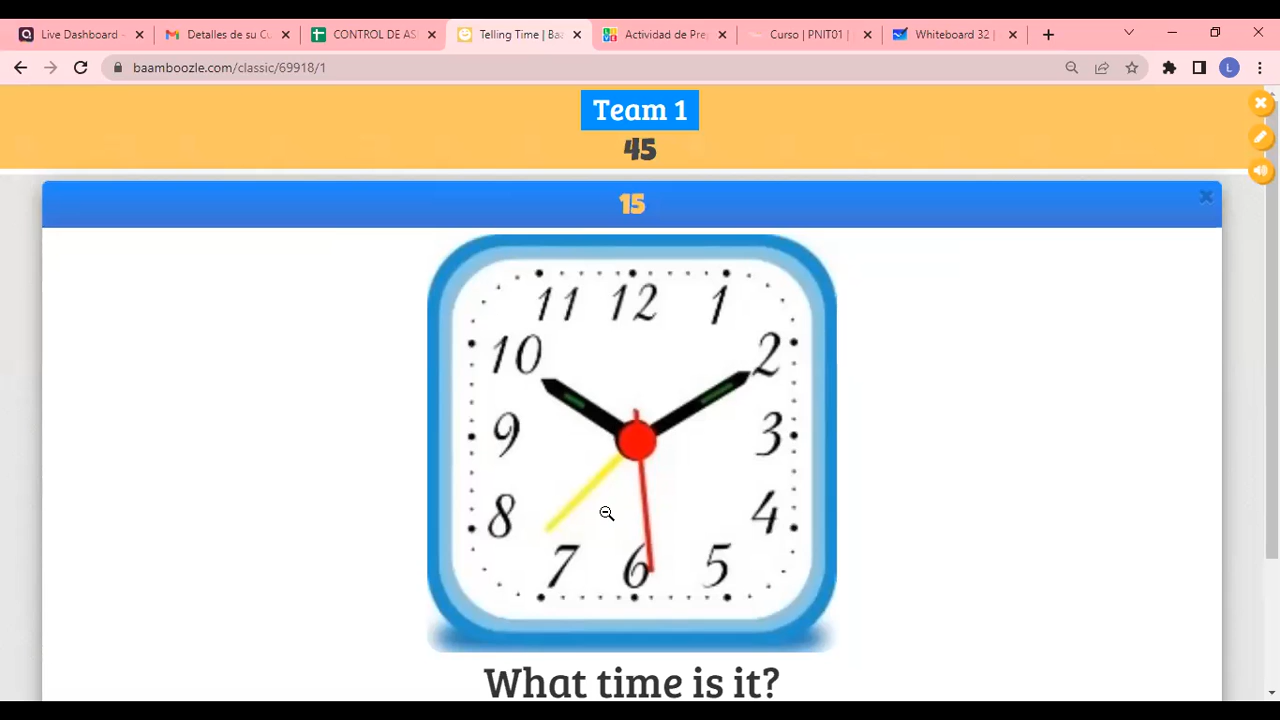 Live Dashboard -
Detalles de su Cu
CONTROL DE AS
Telling Time | Baa
Actividad de Pre
Curso | PNIT01 |
Whiteboard 32 |
L
baamboozle.com/classic/69918/1
Team 1
45
15
11 12 1
10 2
9 3
8 4
7 6 5
What time is it?